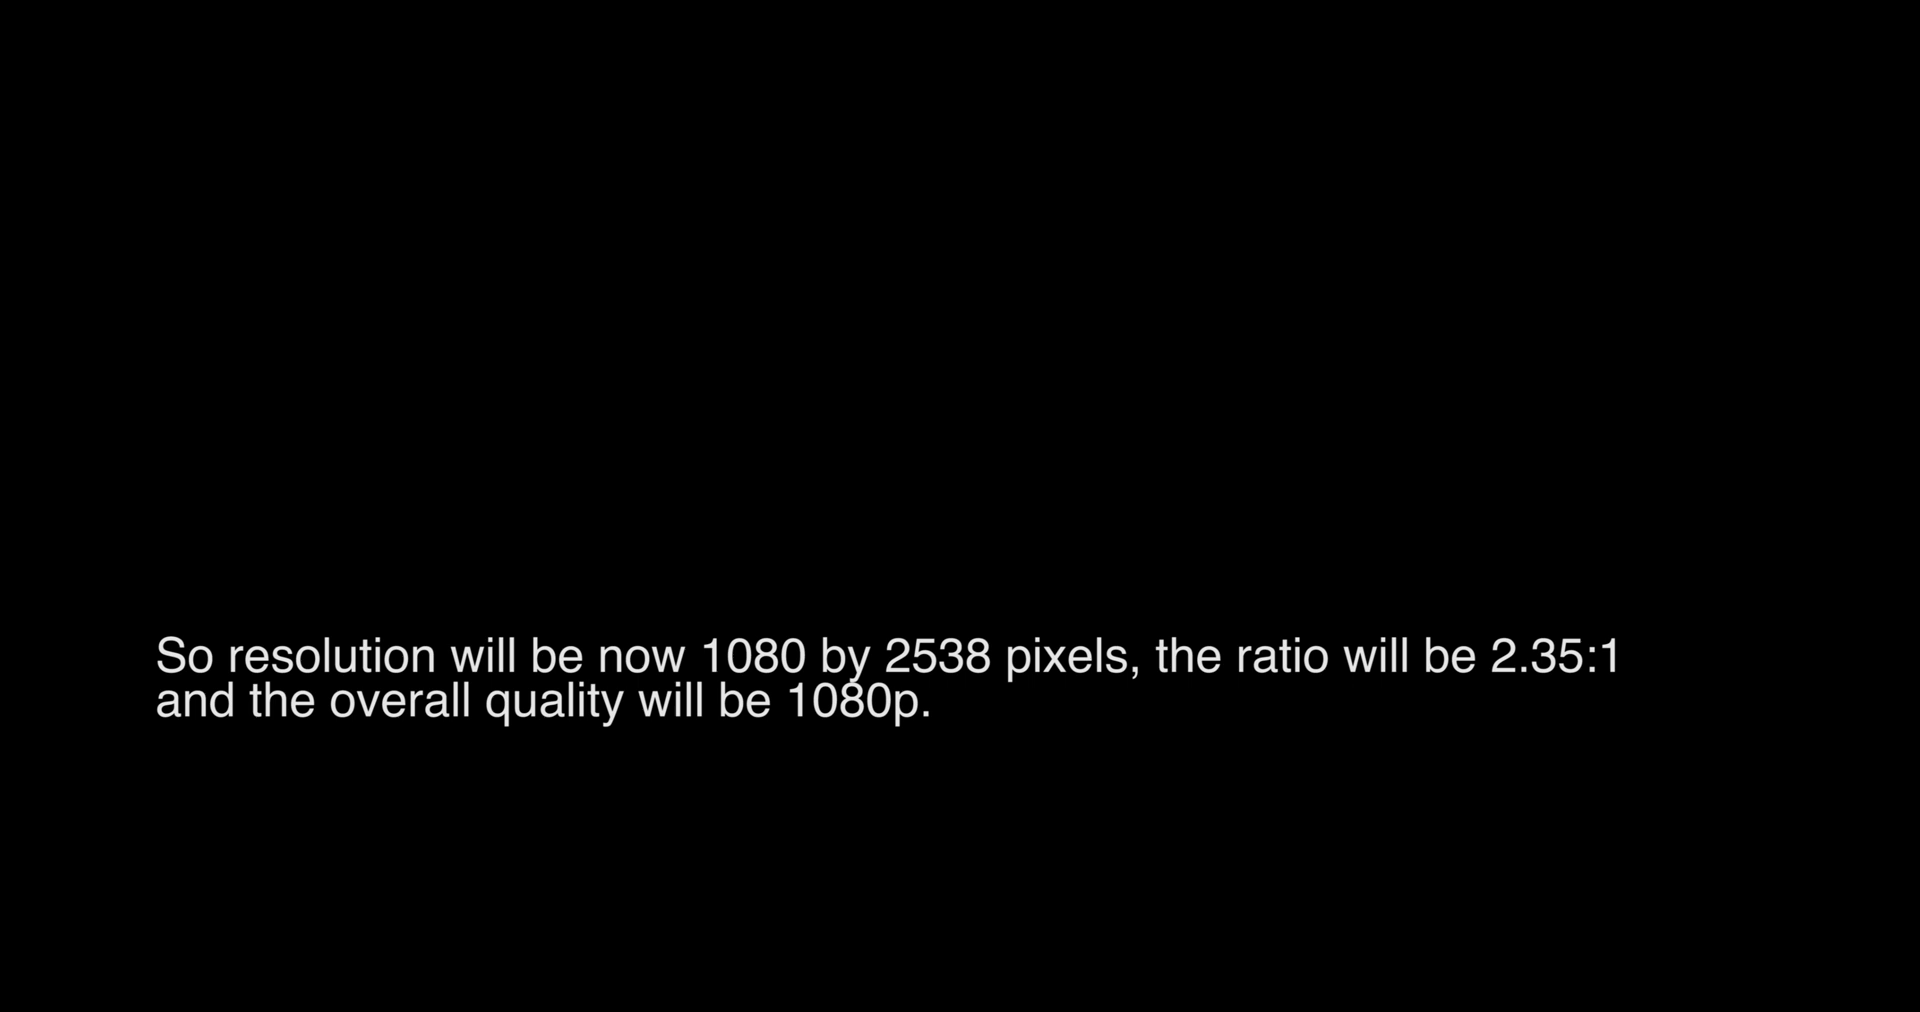 So resolution will be now 1080 by 2538 pixels, the ratio will be 2.35:1
and the overall quality will be 1080p.